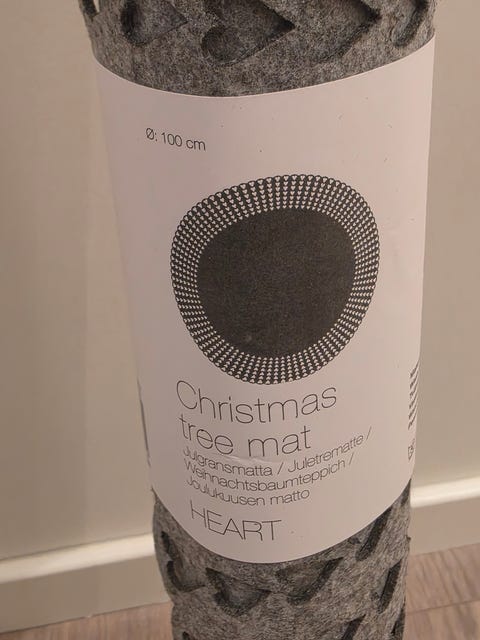 Ø: 100 cm
Christmas
tree mat
Julgransmatta / Juletrematte /
Weihnachtsbaumteppich /
Joulukuusen matto
HEART